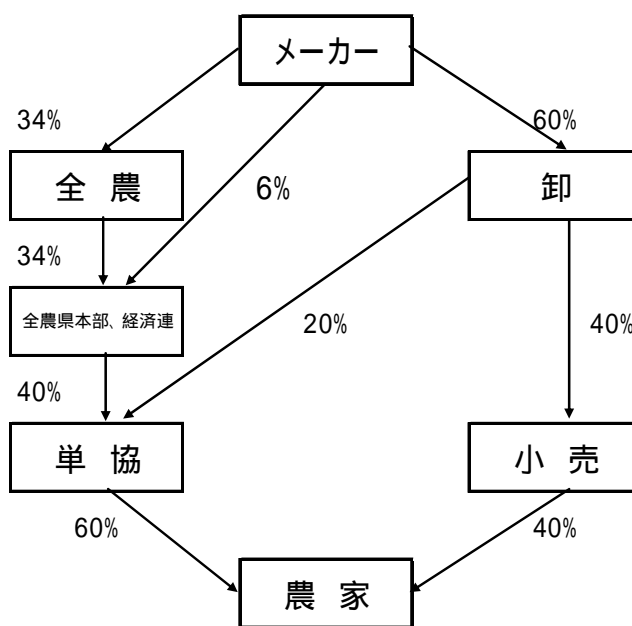 メーカー
34%
60%
全 農
6%
卸
34%
全農県本部、経済連
20%
40%
40%
単 協
小 売
60%
40%
農 家